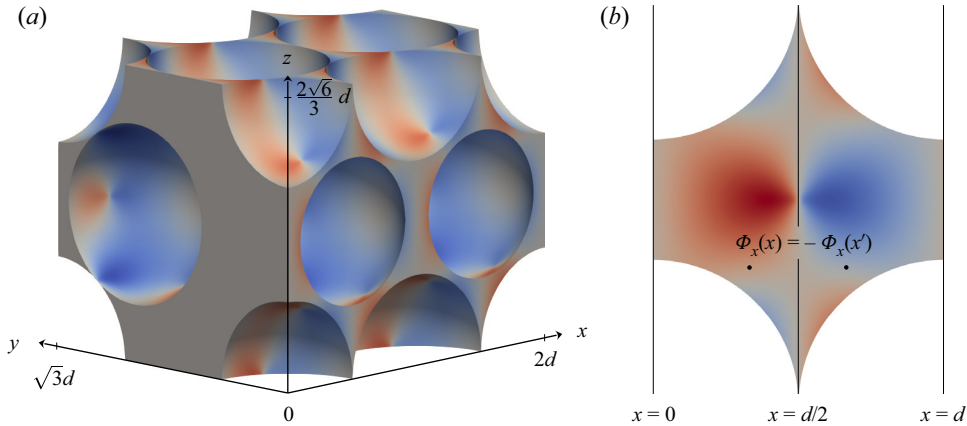 (a)
z
2√6/3 d
y
√3d
0
x
2d
(b)
Φx(x) = – Φx(x′)
x = 0
x = d/2
x = d